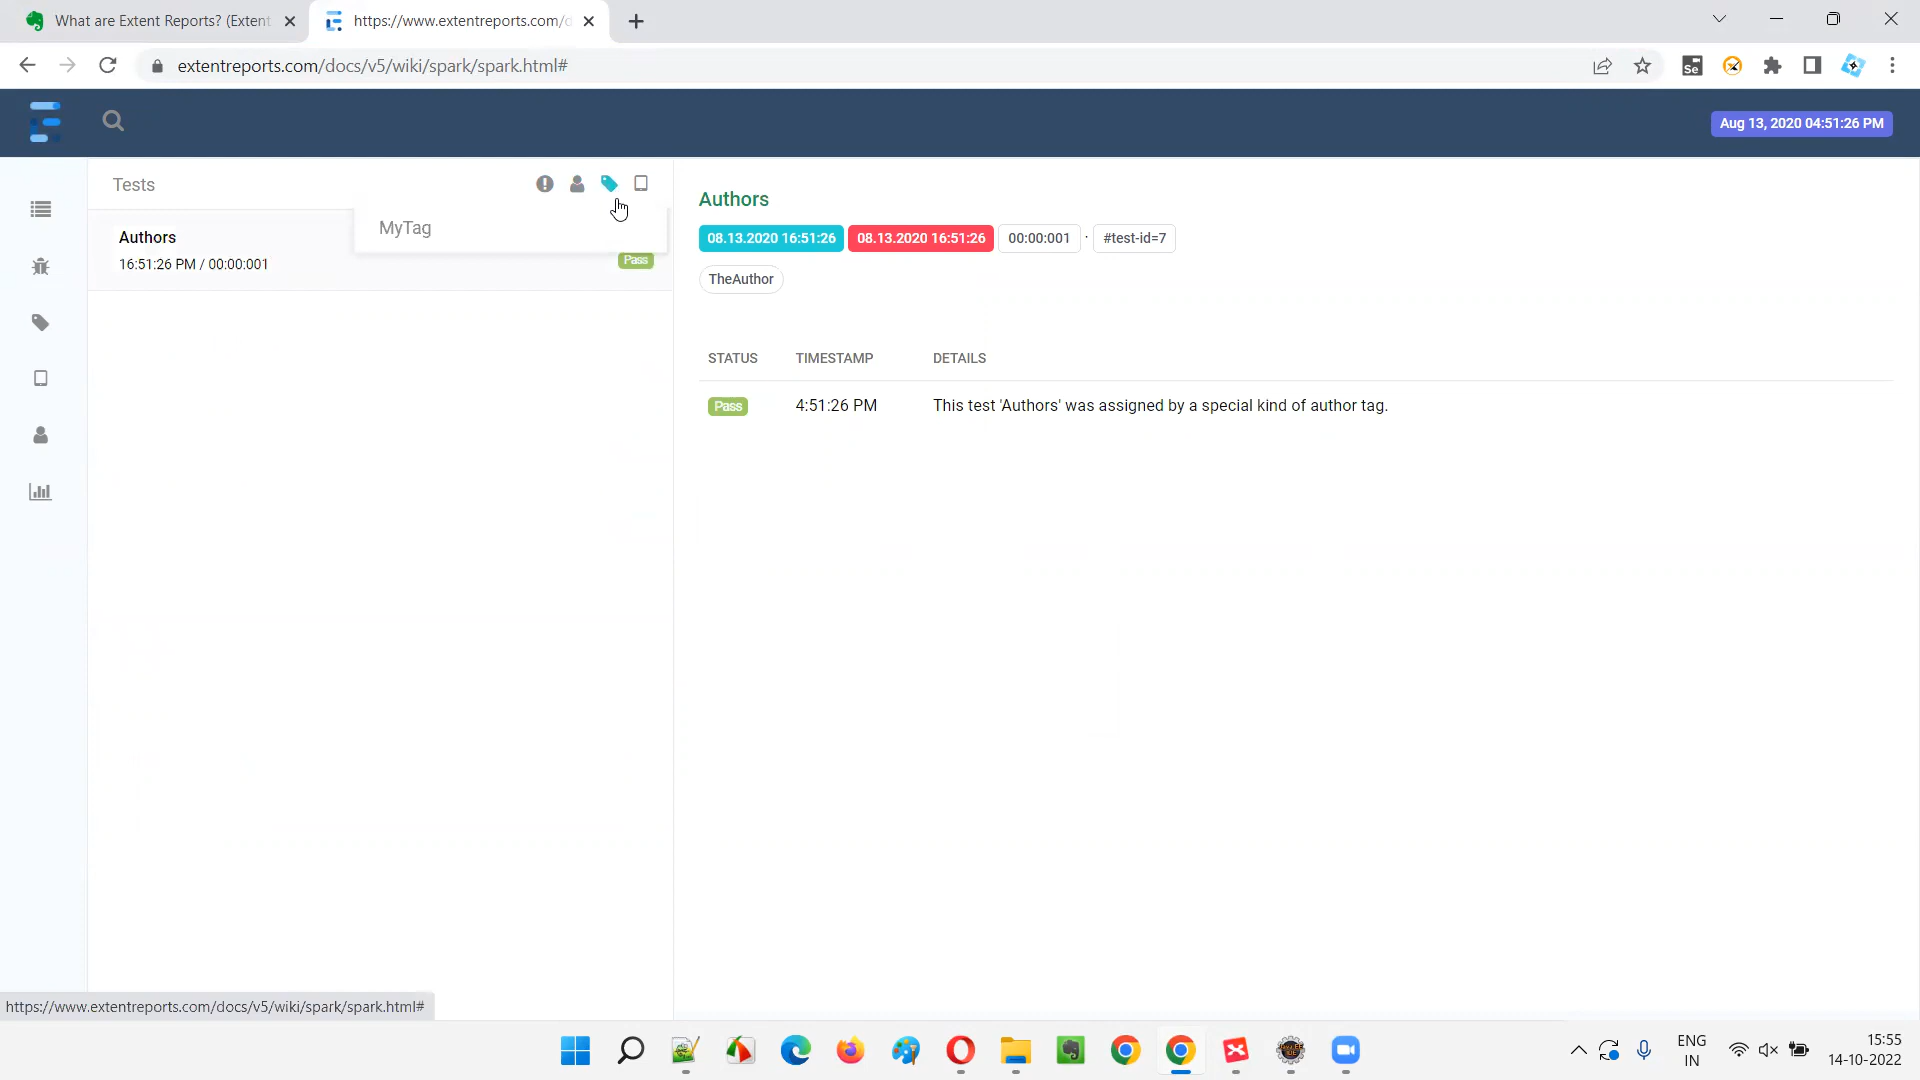 What are Extent Reports? (Extent
https://www.extentreports.com/d
extentreports.com/docs/v5/wiki/spark/spark.html#
Se
Aug 13, 2020 04:51:26 PM
Tests
MyTag
Authors
16:51:26 PM / 00:00:001
Pass
Authors
08.13.2020 16:51:26 08.13.2020 16:51:26 00:00:001 · #test-id=7
TheAuthor
STATUS TIMESTAMP DETAILS
Pass 4:51:26 PM This test 'Authors' was assigned by a special kind of author tag.
https://www.extentreports.com/docs/v5/wiki/spark/spark.html#
ENG
IN
15:55
14-10-2022